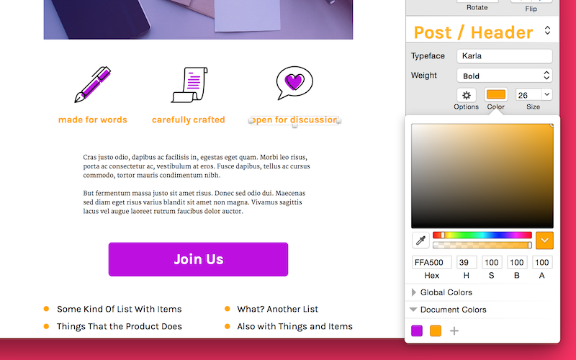 Rotate
Flip
Post / Header
Typeface
Karla
Weight
Bold
26
Options
Color
Size
made for words
carefully crafted
open for discussion
Cras justo odio, dapibus ac facilisis in, egestas eget quam. Morbi leo risus,
porta ac consectetur ac, vestibulum at eros. Fusce dapibus, tellus ac cursus
commodo, tortor mauris condimentum nibh.
But fermentum massa justo sit amet risus. Donec sed odio dui. Maecenas
sed diam eget risus varius blandit sit amet non magna. Vivamus sagittis
lacus vel augue laoreet rutrum faucibus dolor auctor.
Join Us
Some Kind Of List With Items
Things That the Product Does
What? Another List
Also with Things and Items
FFA500
39
100
100
100
Hex
H
S
B
A
Global Colors
Document Colors